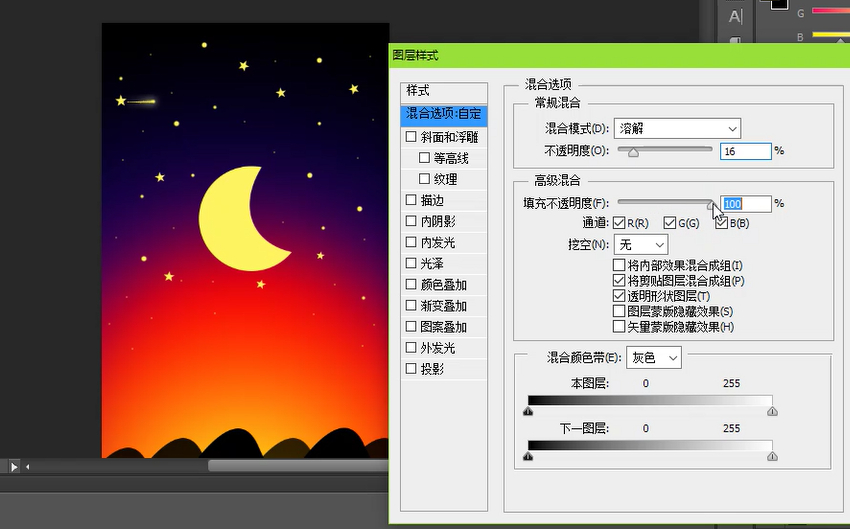 A|
G
B
图层样式
样式
混合选项:自定
斜面和浮雕
等高线
纹理
描边
内阴影
内发光
光泽
颜色叠加
渐变叠加
图案叠加
外发光
投影
混合选项
常规混合
混合模式(D): 溶解
不透明度(O): 16 %
高级混合
填充不透明度(F): 100 %
通道: R(R) G(G) B(B)
挖空(N): 无
将内部效果混合成组(I)
将剪贴图层混合成组(P)
透明形状图层(T)
图层蒙版隐藏效果(S)
矢量蒙版隐藏效果(H)
混合颜色带(E): 灰色
本图层: 0 255
下一图层: 0 255